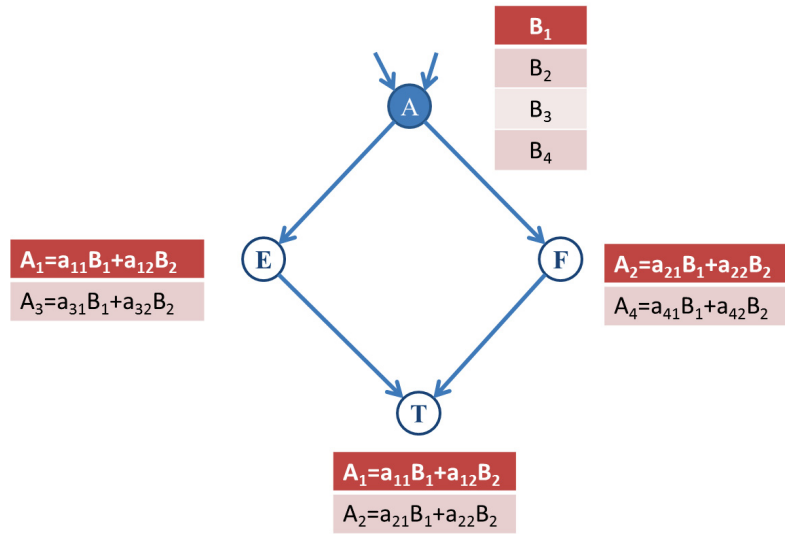 B₁
B₂
A
B₃
B₄
A₁=a₁₁B₁+a₁₂B₂
A₃=a₃₁B₁+a₃₂B₂
E
F
A₂=a₂₁B₁+a₂₂B₂
A₄=a₄₁B₁+a₄₂B₂
T
A₁=a₁₁B₁+a₁₂B₂
A₂=a₂₁B₁+a₂₂B₂